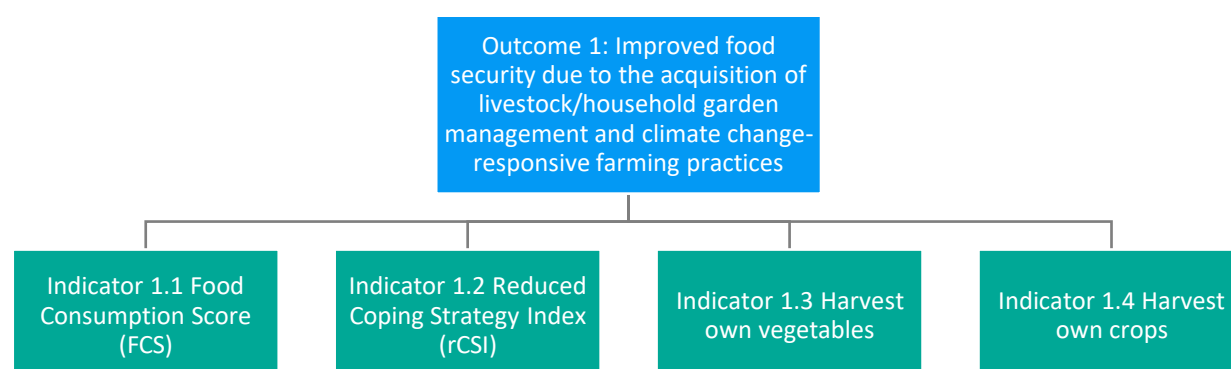 Outcome 1: Improved food
security due to the acquisition of
livestock/household garden
management and climate change-
responsive farming practices
Indicator 1.1 Food
Consumption Score
(FCS)
Indicator 1.2 Reduced
Coping Strategy Index
(rCSI)
Indicator 1.3 Harvest
own vegetables
Indicator 1.4 Harvest
own crops